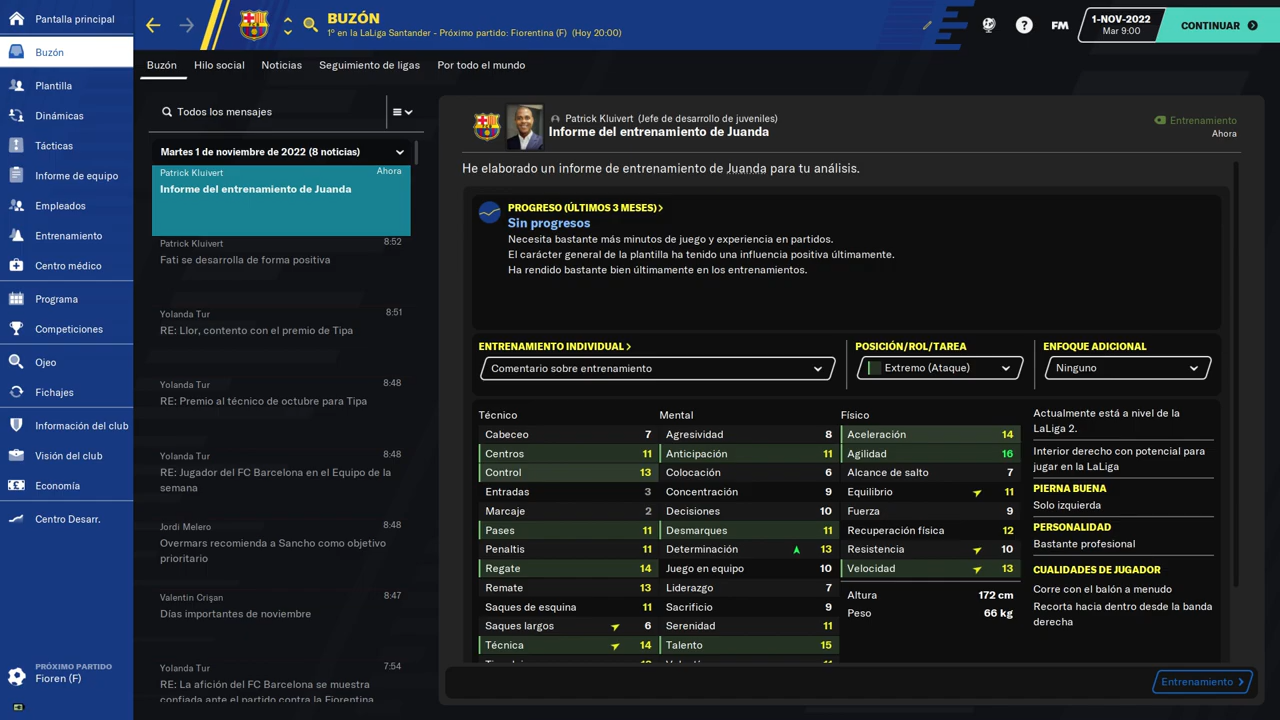 Pantalla principal
Buzón
Plantilla
Dinámicas
Tácticas
Informe de equipo
Empleados
Entrenamiento
Centro médico
Programa
Competiciones
Ojeo
Fichajes
Información del club
Visión del club
Economía
Centro Desarr.
PRÓXIMO PARTIDO
Fioren (F)
BUZÓN
1º en la LaLiga Santander - Próximo partido: Fiorentina (F) (Hoy 20:00)
?
FM
1-NOV-2022
Mar 9:00
CONTINUAR
Buzón Hilo social Noticias Seguimiento de ligas Por todo el mundo
Todos los mensajes
Martes 1 de noviembre de 2022 (8 noticias)
Patrick Kluivert Ahora
Informe del entrenamiento de Juanda
Patrick Kluivert 8:52
Fati se desarrolla de forma positiva
Yolanda Tur 8:51
RE: Llor, contento con el premio de Tipa
Yolanda Tur 8:48
RE: Premio al técnico de octubre para Tipa
Yolanda Tur 8:48
RE: Jugador del FC Barcelona en el Equipo de la
semana
Jordi Melero 8:48
Overmars recomienda a Sancho como objetivo
prioritario
Valentin Crişan 8:47
Días importantes de noviembre
Yolanda Tur 7:54
RE: La afición del FC Barcelona se muestra
confiada ante el partido contra la Fiorentina
Patrick Kluivert (Jefe de desarrollo de juveniles)
Informe del entrenamiento de Juanda
Entrenamiento
Ahora
He elaborado un informe de entrenamiento de Juanda para tu análisis.
PROGRESO (ÚLTIMOS 3 MESES)
Sin progresos
Necesita bastante más minutos de juego y experiencia en partidos.
El carácter general de la plantilla ha tenido una influencia positiva últimamente.
Ha rendido bastante bien últimamente en los entrenamientos.
ENTRENAMIENTO INDIVIDUAL
Comentario sobre entrenamiento
POSICIÓN/ROL/TAREA
Extremo (Ataque)
ENFOQUE ADICIONAL
Ninguno
Técnico
Cabeceo 7
Centros 11
Control 13
Entradas 3
Marcaje 2
Pases 11
Penaltis 11
Regate 14
Remate 13
Saques de esquina 11
Saques largos 6
Técnica 14
Mental
Agresividad 8
Anticipación 11
Colocación 6
Concentración 9
Decisiones 10
Desmarques 11
Determinación 13
Juego en equipo 10
Liderazgo 7
Sacrificio 9
Serenidad 11
Talento 15
Físico
Aceleración 14
Agilidad 16
Alcance de salto 7
Equilibrio 11
Fuerza 9
Recuperación física 12
Resistencia 10
Velocidad 13
Altura 172 cm
Peso 66 kg
Actualmente está a nivel de la
LaLiga 2.
Interior derecho con potencial para
jugar en la LaLiga
PIERNA BUENA
Solo izquierda
PERSONALIDAD
Bastante profesional
CUALIDADES DE JUGADOR
Corre con el balón a menudo
Recorta hacia dentro desde la banda
derecha
Entrenamiento